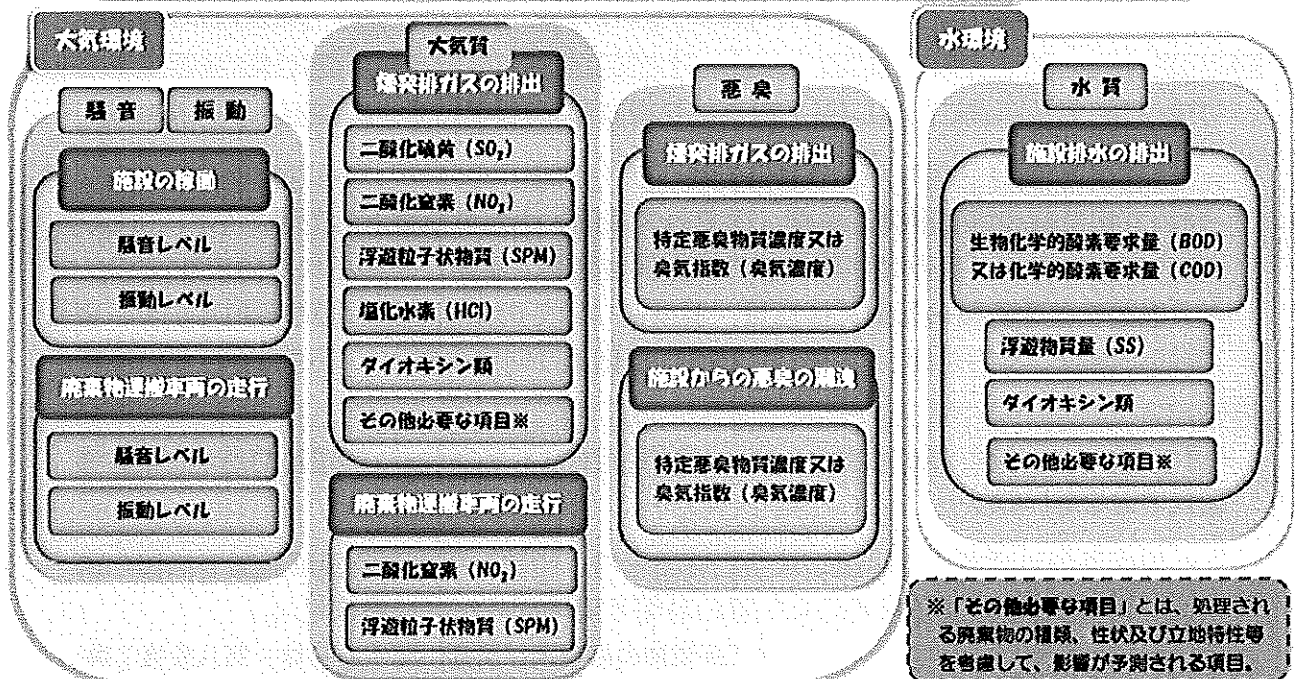 大気環境
騒音
振動
施設の稼働
騒音レベル
振動レベル
廃棄物運搬車両の走行
騒音レベル
振動レベル
大気質
煙突排ガスの排出
二酸化硫黄（SO₂）
二酸化窒素（NO₂）
浮遊粒子状物質（SPM）
塩化水素（HCl）
ダイオキシン類
その他必要な項目※
廃棄物運搬車両の走行
二酸化窒素（NO₂）
浮遊粒子状物質（SPM）
悪臭
煙突排ガスの排出
特定悪臭物質濃度又は
臭気指数（臭気濃度）
施設からの悪臭の漏洩
特定悪臭物質濃度又は
臭気指数（臭気濃度）
水環境
水質
施設排水の排出
生物化学的酸素要求量（BOD）
又は化学的酸素要求量（COD）
浮遊物質量（SS）
ダイオキシン類
その他必要な項目※
※「その他必要な項目」とは、処理され
る廃棄物の種類、性状及び立地特性等
を考慮して、影響が予測される項目。